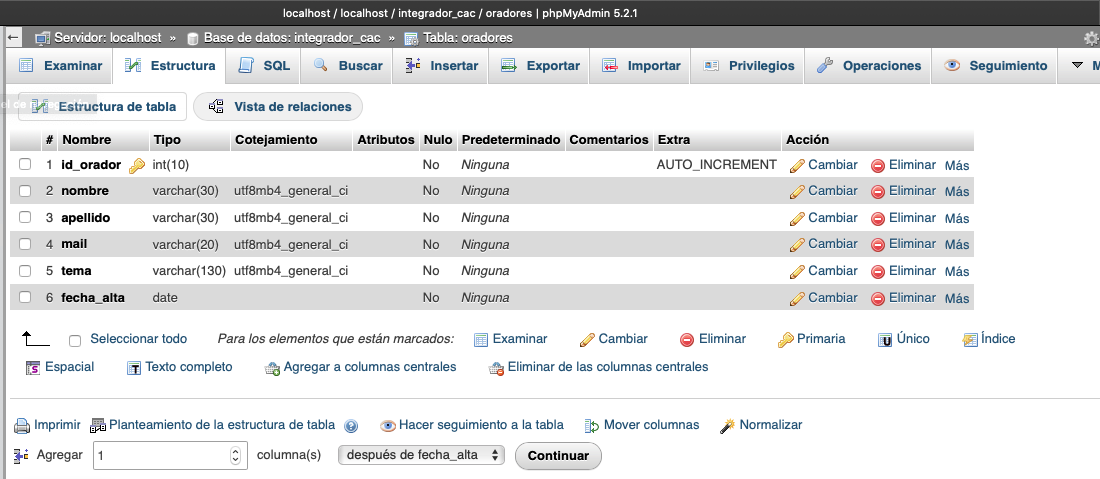 localhost / localhost / integrador_cac / oradores | phpMyAdmin 5.2.1
← Servidor: localhost » Base de datos: integrador_cac » Tabla: oradores
Examinar Estructura SQL Buscar Insertar Exportar Importar Privilegios Operaciones Seguimiento M
Estructura de tabla Vista de relaciones
# Nombre Tipo Cotejamiento Atributos Nulo Predeterminado Comentarios Extra Acción
1 id_orador int(10) No Ninguna AUTO_INCREMENT Cambiar Eliminar Más
2 nombre varchar(30) utf8mb4_general_ci No Ninguna Cambiar Eliminar Más
3 apellido varchar(30) utf8mb4_general_ci No Ninguna Cambiar Eliminar Más
4 mail varchar(20) utf8mb4_general_ci No Ninguna Cambiar Eliminar Más
5 tema varchar(130) utf8mb4_general_ci No Ninguna Cambiar Eliminar Más
6 fecha_alta date No Ninguna Cambiar Eliminar Más
Seleccionar todo Para los elementos que están marcados: Examinar Cambiar Eliminar Primaria Único Índice
Espacial Texto completo Agregar a columnas centrales Eliminar de las columnas centrales
Imprimir Planteamiento de la estructura de tabla Hacer seguimiento a la tabla Mover columnas Normalizar
Agregar 1 columna(s) después de fecha_alta Continuar